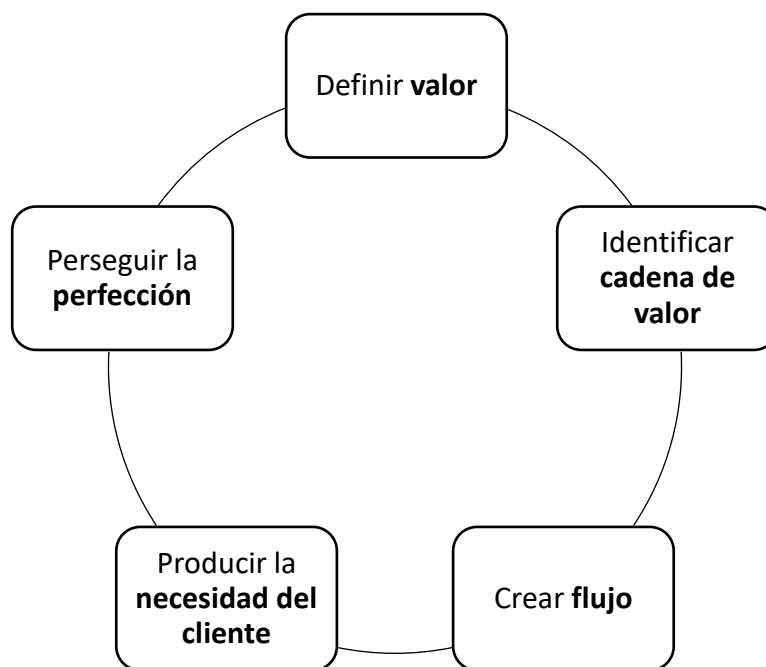 Definir valor
Identificar
cadena de
valor
Crear flujo
Producir la
necesidad del
cliente
Perseguir la
perfección